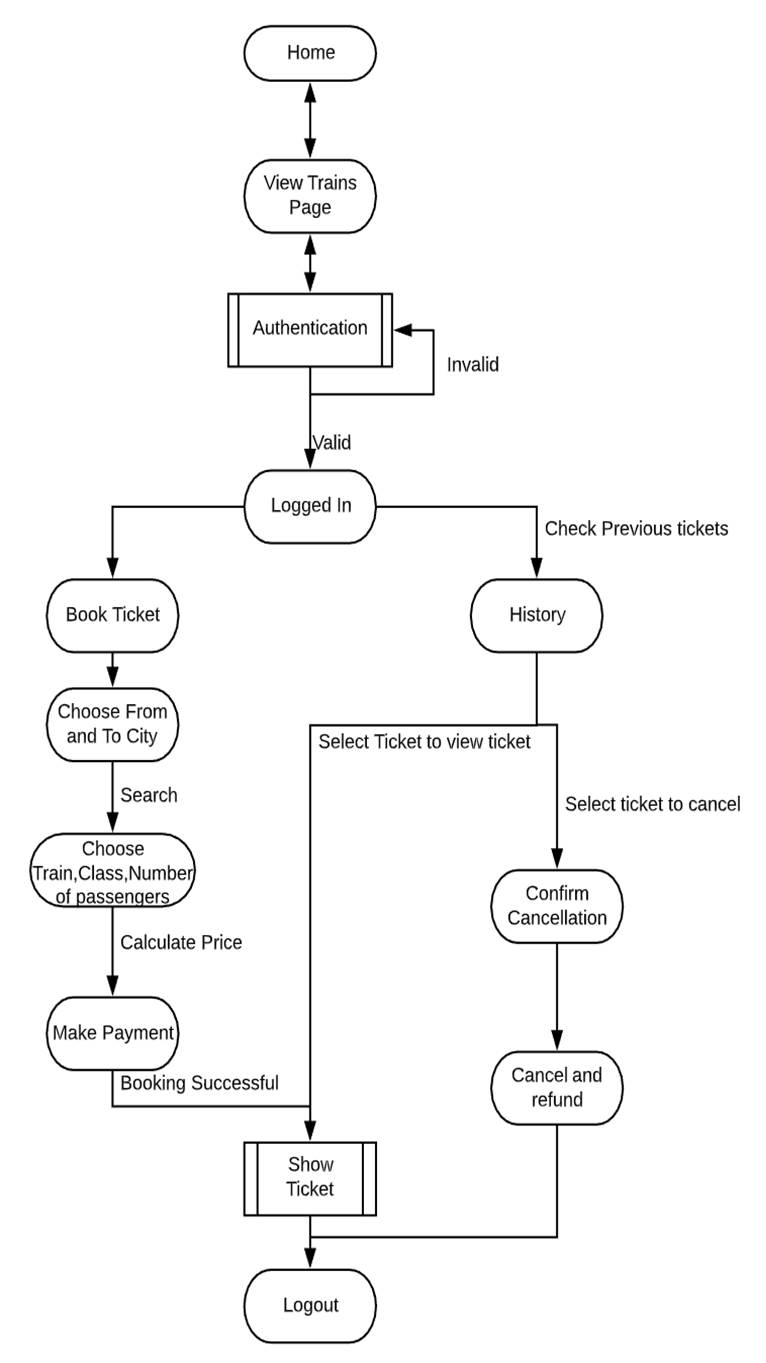 Home
View Trains
Page
Authentication
Invalid
Valid
Logged In
Check Previous tickets
Book Ticket
History
Choose From
and To City
Select Ticket to view ticket
Search
Select ticket to cancel
Choose
Train,Class,Number
of passengers
Confirm
Cancellation
Calculate Price
Make Payment
Booking Successful
Cancel and
refund
Show
Ticket
Logout